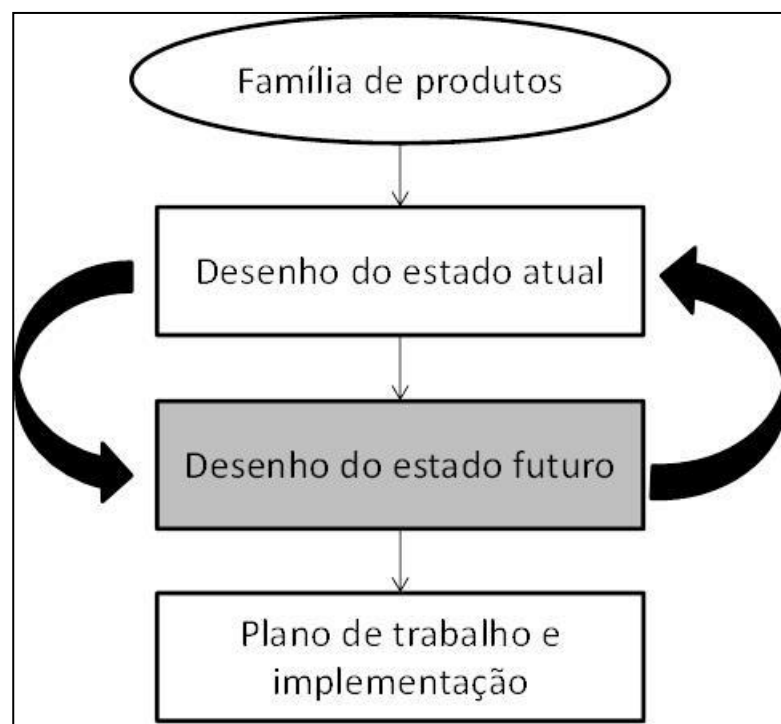 Família de produtos
Desenho do estado atual
Desenho do estado futuro
Plano de trabalho e
implementação